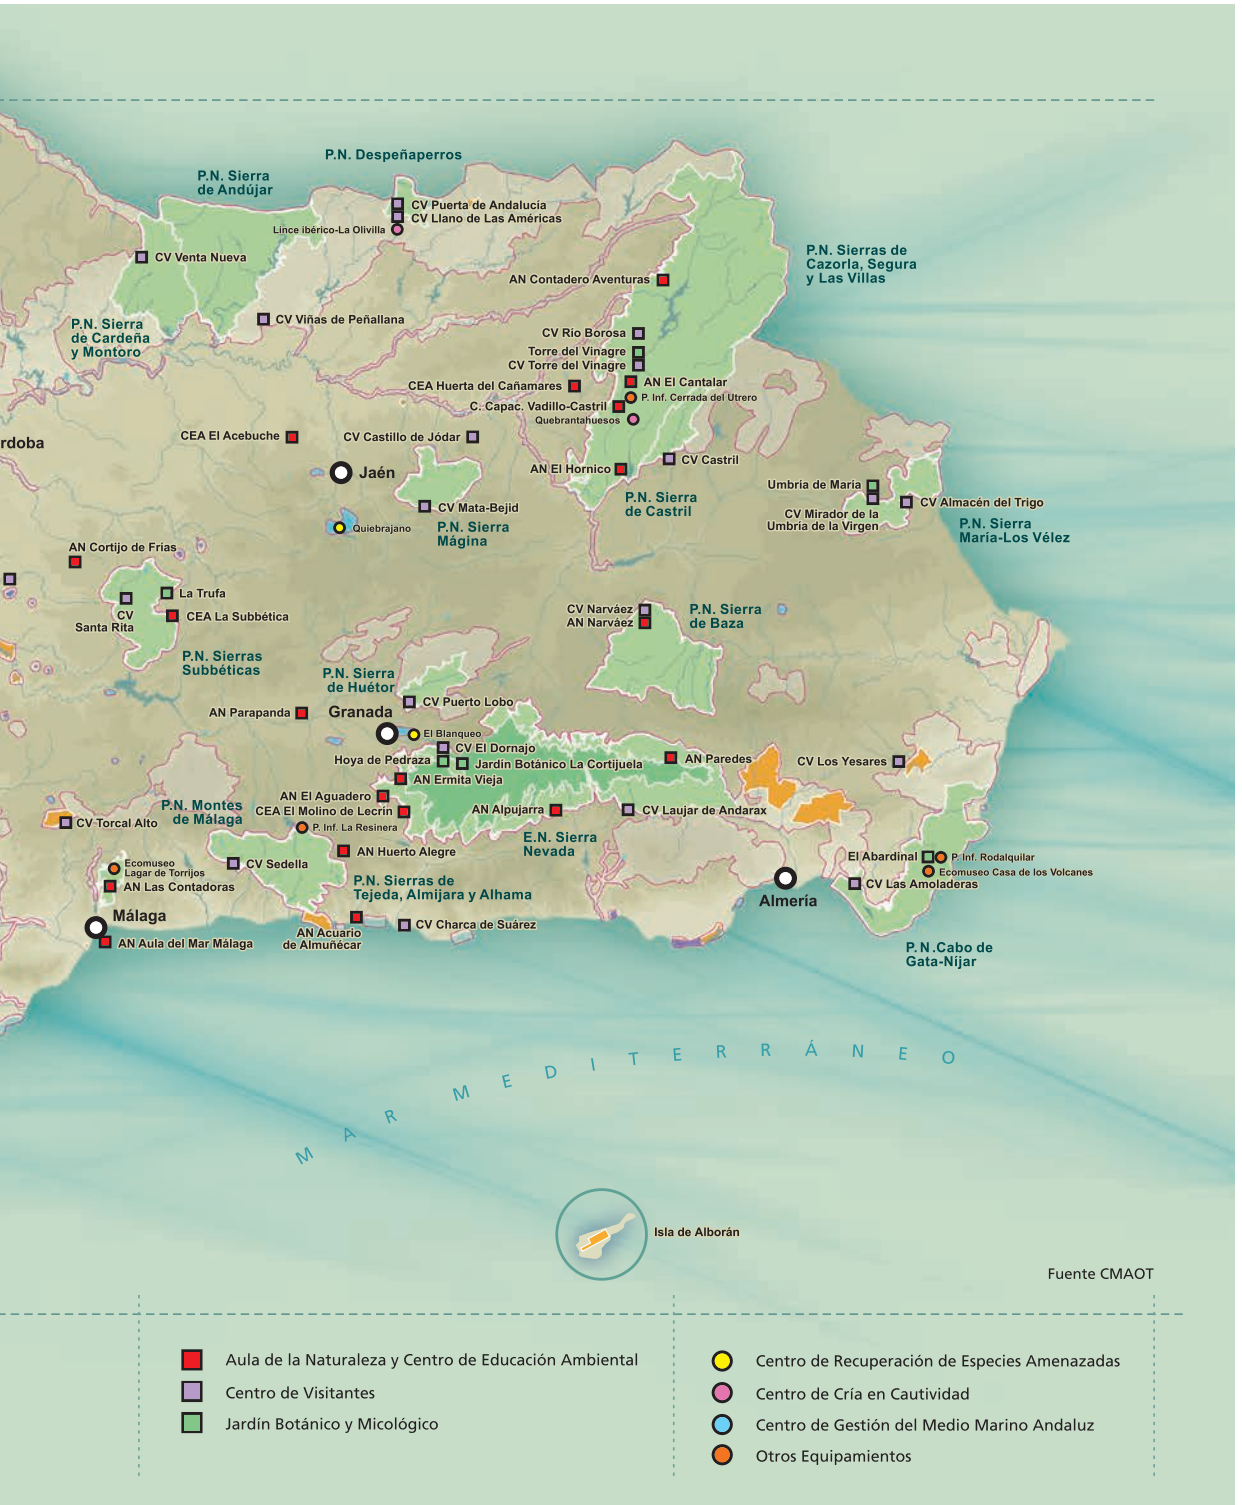 P.N. Despeñaperros
P.N. Sierra
de Andújar
CV Puerta de Andalucía
CV Llano de Las Américas
Lince ibérico-La Olivilla
CV Venta Nueva
P.N. Sierras de
Cazorla, Segura
y Las Villas
AN Contadero Aventuras
P.N. Sierra
de Cardeña
y Montoro
CV Viñas de Peñallana
CV Río Borosa
Torre del Vinagre
CV Torre del Vinagre
CEA Huerta del Cañamares
AN El Cantalar
P. Inf. Cerrada del Utrero
C. Capac. Vadillo-Castril
Quebrantahuesos
rdoba
CEA El Acebuche
CV Castillo de Jódar
Jaén
AN El Hornico
CV Castril
P.N. Sierra
de Castril
CV Mata-Bejid
Quiebrajano
P.N. Sierra
Mágina
Umbría de María
CV Mirador de la
Umbría de la Virgen
CV Almacén del Trigo
P.N. Sierra
María-Los Vélez
AN Cortijo de Frías
La Trufa
CV
Santa Rita
CEA La Subbética
P.N. Sierras
Subbéticas
CV Narváez
AN Narváez
P.N. Sierra
de Baza
P.N. Sierra
de Huétor
CV Puerto Lobo
AN Parapanda
Granada
El Blanqueo
CV El Dornajo
Hoya de Pedraza
Jardín Botánico La Cortijuela
AN Ermita Vieja
AN Paredes
CV Los Yesares
AN El Aguadero
CEA El Molino de Lecrín
AN Alpujarra
CV Laujar de Andarax
E.N. Sierra
Nevada
P.N. Montes
de Málaga
CV Torcal Alto
P. Inf. La Resinera
AN Huerto Alegre
CV Sedella
Ecomuseo
Lagar de Torrijos
AN Las Contadoras
P.N. Sierras de
Tejeda, Almijara y Alhama
El Abardinal
P. Inf. Rodalquilar
Ecomuseo Casa de los Volcanes
CV Las Amoladeras
Almería
Málaga
AN Aula del Mar Málaga
AN Acuario
de Almuñécar
CV Charca de Suárez
P.N.Cabo de
Gata-Níjar
MAR MEDITERRÁNEO
Isla de Alborán
Fuente CMAOT
Aula de la Naturaleza y Centro de Educación Ambiental
Centro de Visitantes
Jardín Botánico y Micológico
Centro de Recuperación de Especies Amenazadas
Centro de Cría en Cautividad
Centro de Gestión del Medio Marino Andaluz
Otros Equipamientos